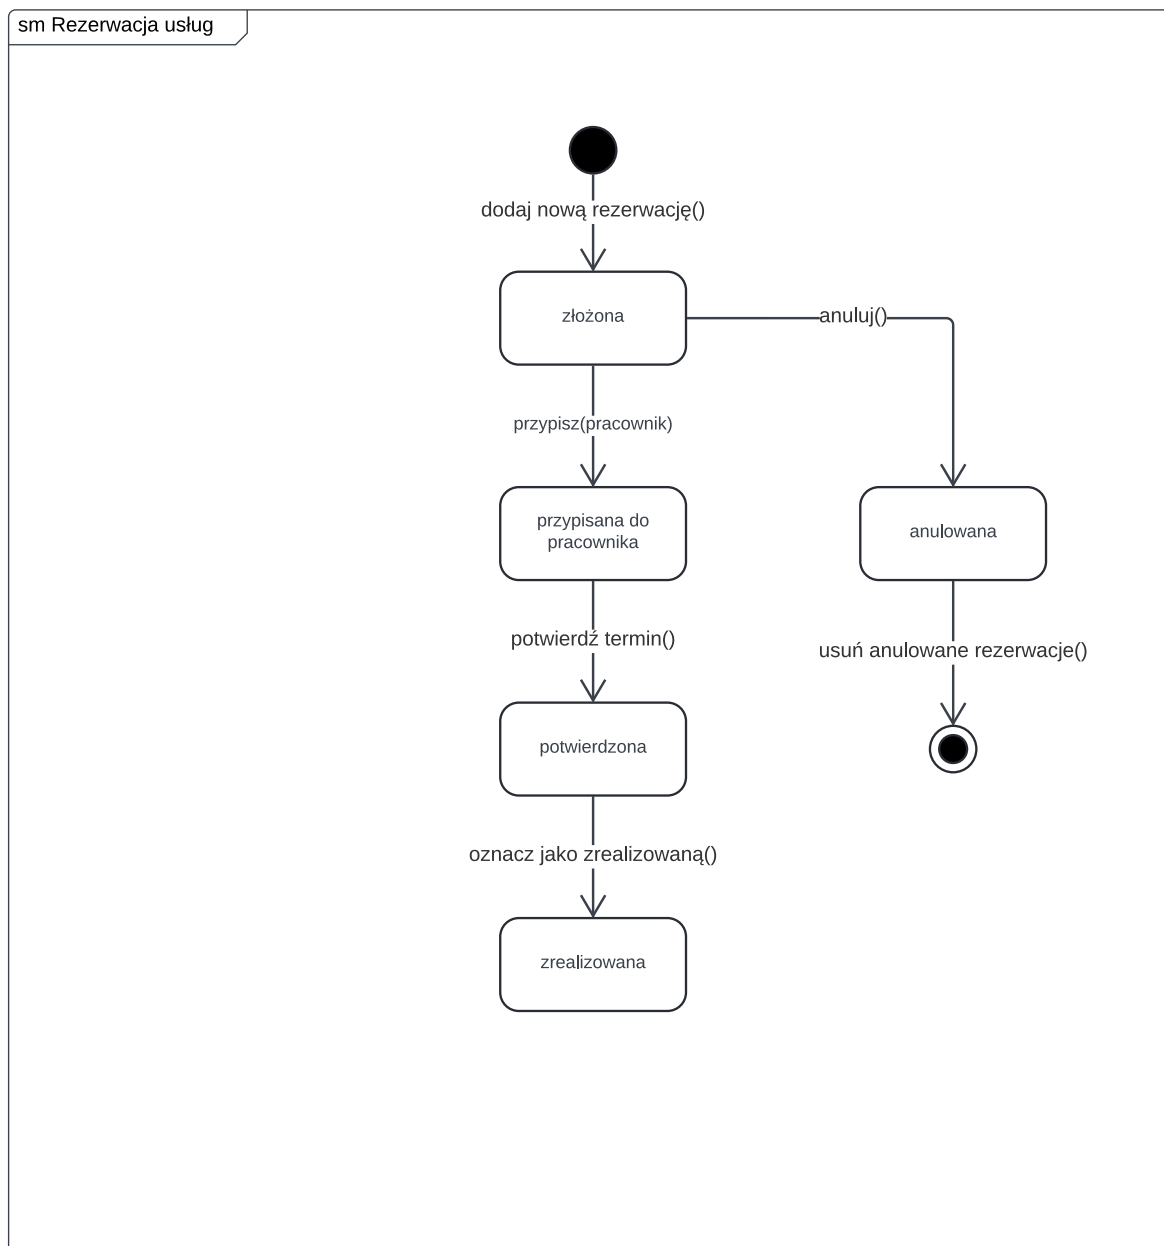 sm Rezerwacja usług
dodaj nową rezerwację()
złożona
anuluj()
przypisz(pracownik)
przypisana do
pracownika
anulowana
potwierdź termin()
usuń anulowane rezerwacje()
potwierdzona
oznacz jako zrealizowaną()
zrealizowana